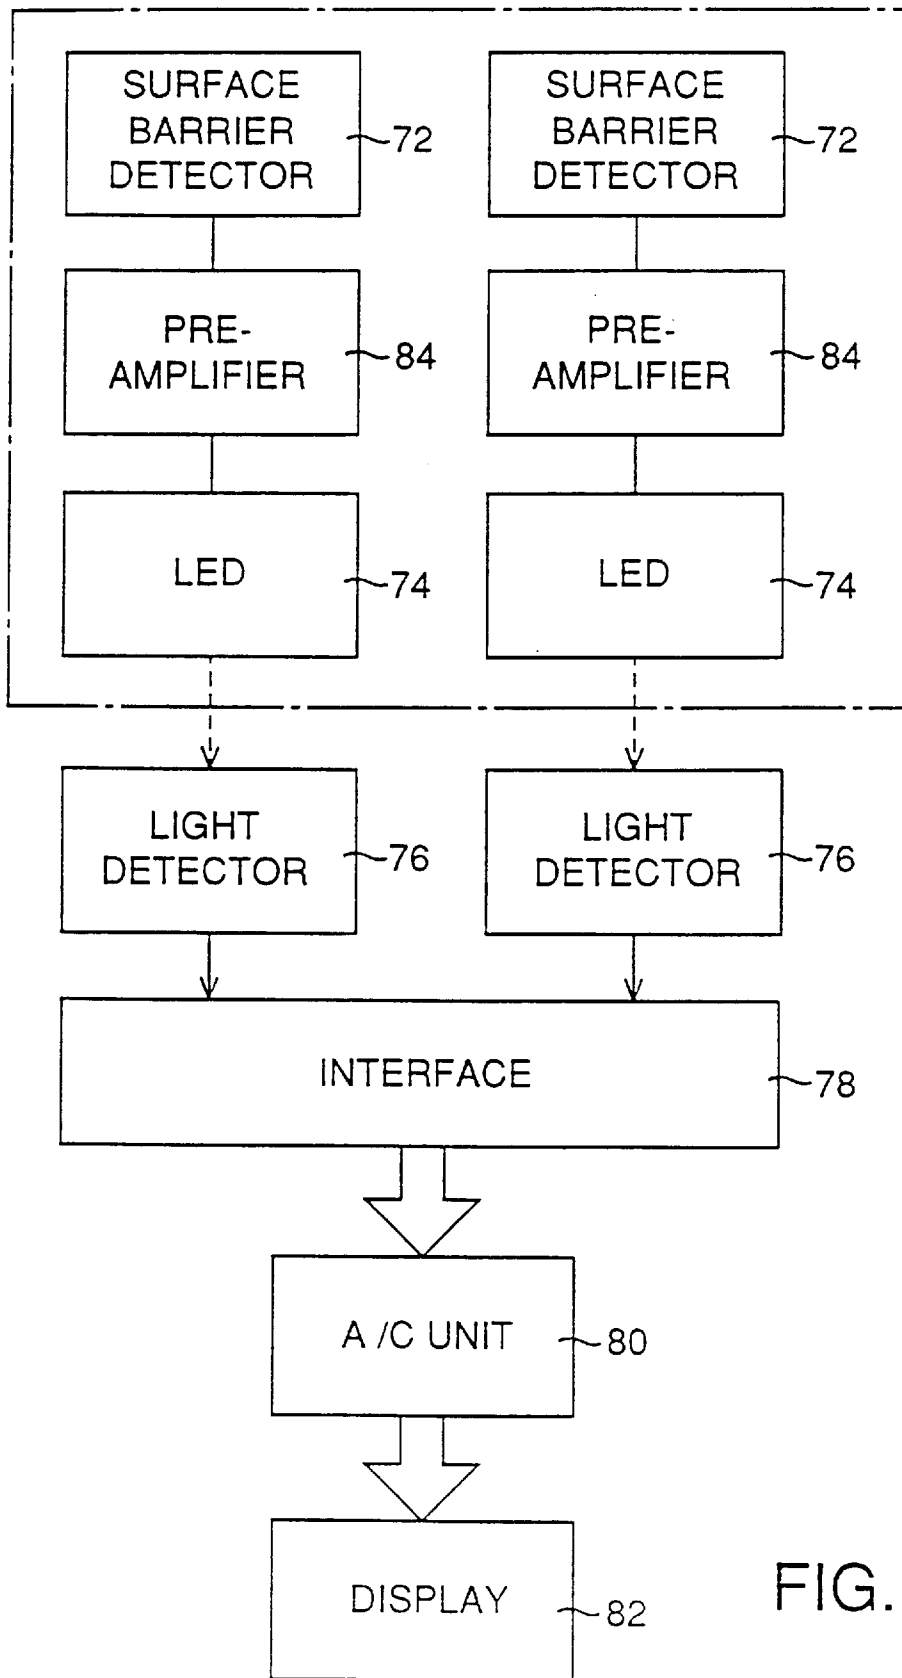 SURFACE
BARRIER
DETECTOR
72
SURFACE
BARRIER
DETECTOR
72
PRE-
AMPLIFIER
84
PRE-
AMPLIFIER
84
LED
74
LED
74
LIGHT
DETECTOR
76
LIGHT
DETECTOR
76
INTERFACE
78
A /C UNIT
80
DISPLAY
82
FIG.